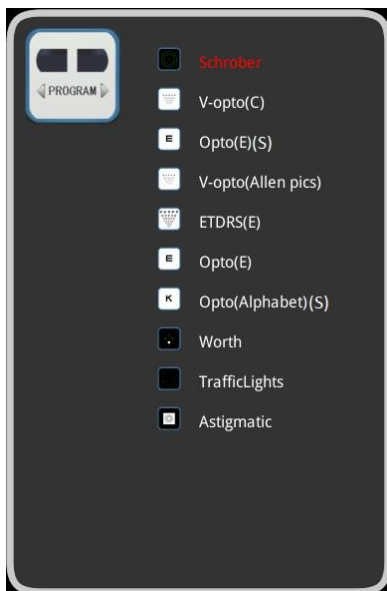 PROGRAM
Schrober
V-opto(C)
E
Opto(E)(S)
V-opto(Allen pics)
ETDRS(E)
E
Opto(E)
K
Opto(Alphabet)(S)
Worth
TrafficLights
Astigmatic